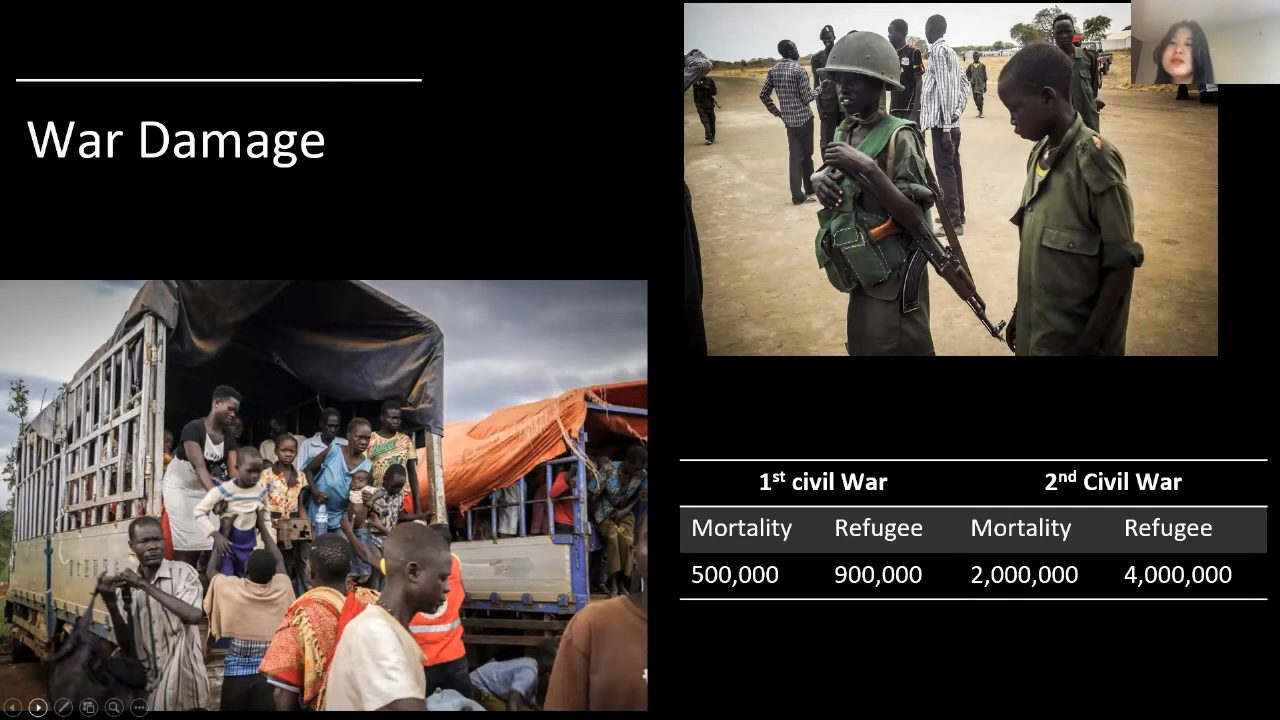 War Damage
1st civil War 2nd Civil War
Mortality Refugee Mortality Refugee
500,000 900,000 2,000,000 4,000,000